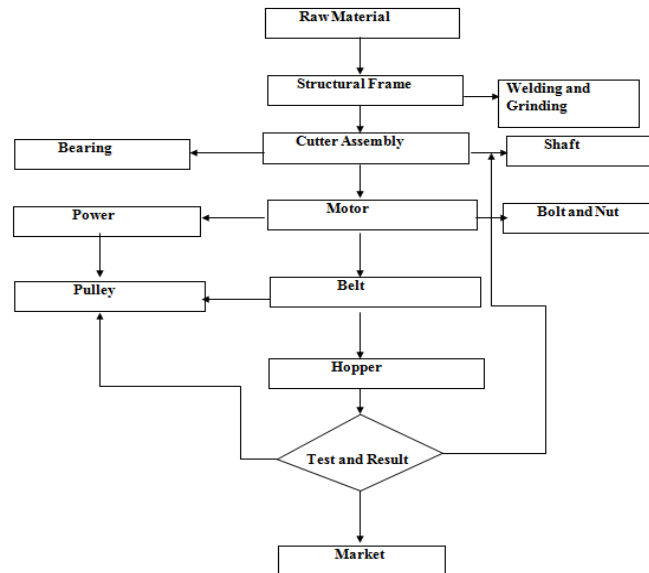 Raw Material
Structural Frame
Welding and
Grinding
Cutter Assembly
Bearing
Shaft
Power
Motor
Bolt and Nut
Pulley
Belt
Hopper
Test and Result
Market